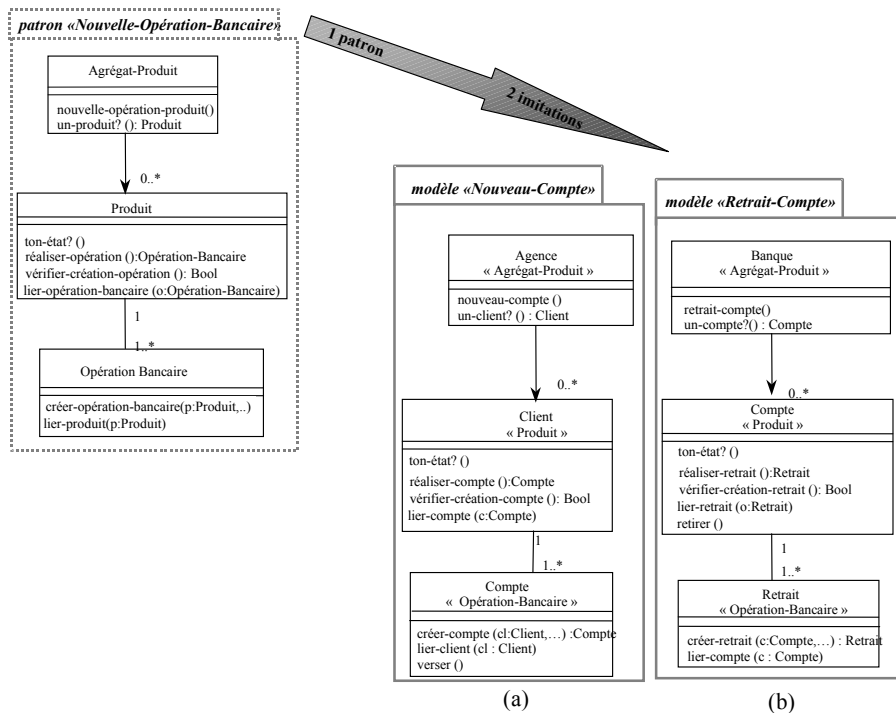 patron «Nouvelle-Opération-Bancaire»
Agrégat-Produit
nouvelle-opération-produit()
un-produit? (): Produit
0..*
Produit
ton-état? ()
réaliser-opération ():Opération-Bancaire
vérifier-création-opération (): Bool
lier-opération-bancaire (o:Opération-Bancaire)
1
1..*
Opération Bancaire
créer-opération-bancaire(p:Produit,..)
lier-produit(p:Produit)
1 patron
2 imitations
modèle «Nouveau-Compte»
Agence
« Agrégat-Produit »
nouveau-compte ()
un-client? () : Client
0..*
Client
« Produit »
ton-état? ()
réaliser-compte ():Compte
vérifier-création-compte (): Bool
lier-compte (c:Compte)
1
1..*
Compte
« Opération-Bancaire »
créer-compte (cl:Client,…) :Compte
lier-client (cl : Client)
verser ()
(a)
modèle «Retrait-Compte»
Banque
« Agrégat-Produit »
retrait-compte()
un-compte?() : Compte
0..*
Compte
« Produit »
ton-état? ()
réaliser-retrait ():Retrait
vérifier-création-retrait (): Bool
lier-retrait (o:Retrait)
retirer ()
1
1..*
Retrait
« Opération-Bancaire »
créer-retrait (c:Compte,…) : Retrait
lier-compte (c : Compte)
(b)